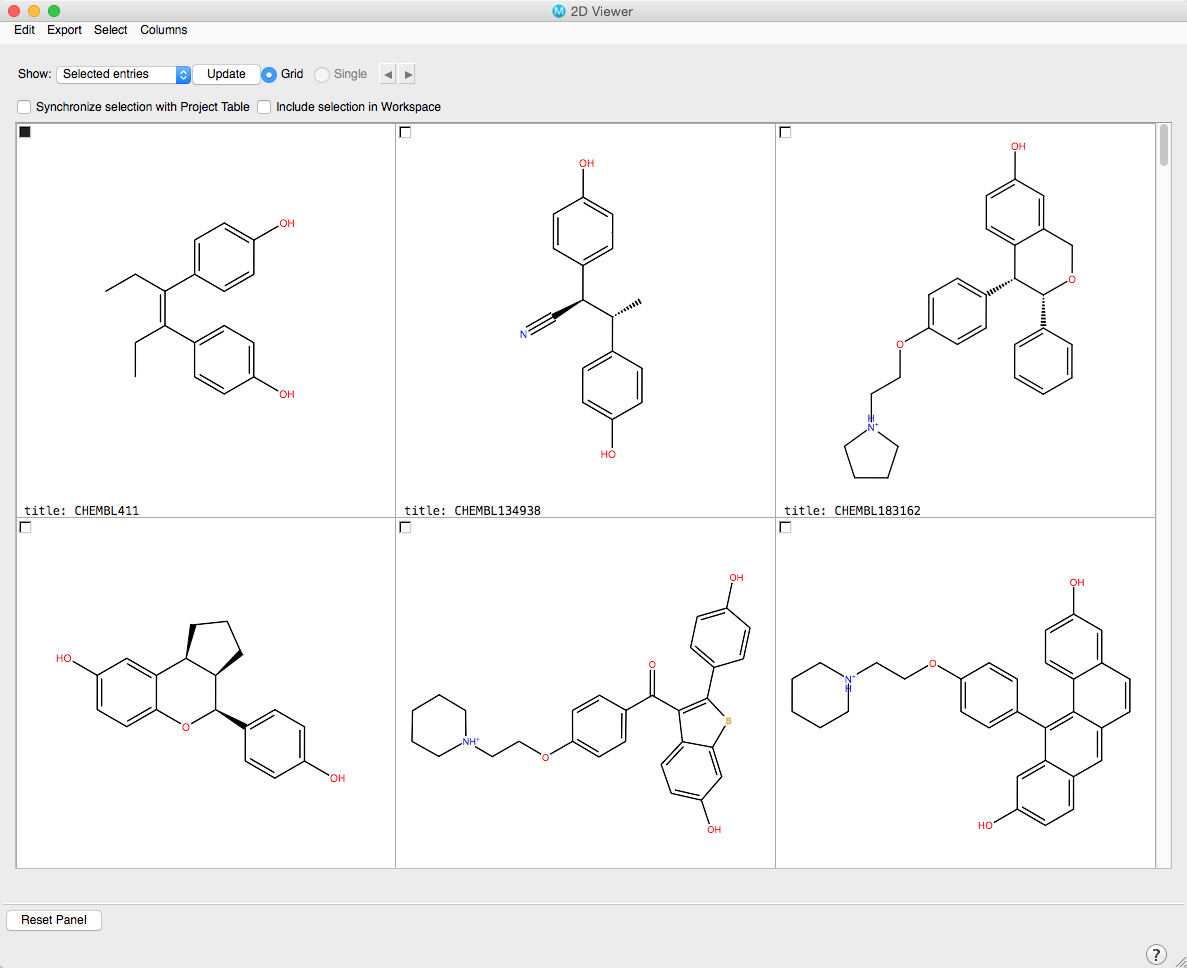 M 2D Viewer
Edit Export Select Columns
Show: Selected entries Update Grid Single
Synchronize selection with Project Table Include selection in Workspace
OH
OH
title: CHEMBL411
OH
N
HO
title: CHEMBL134938
OH
O
O
H
N+
title: CHEMBL183162
HO
O
OH
OH
O
S
NH+
O
OH
OH
O
N+
H
HO
Reset Panel
?